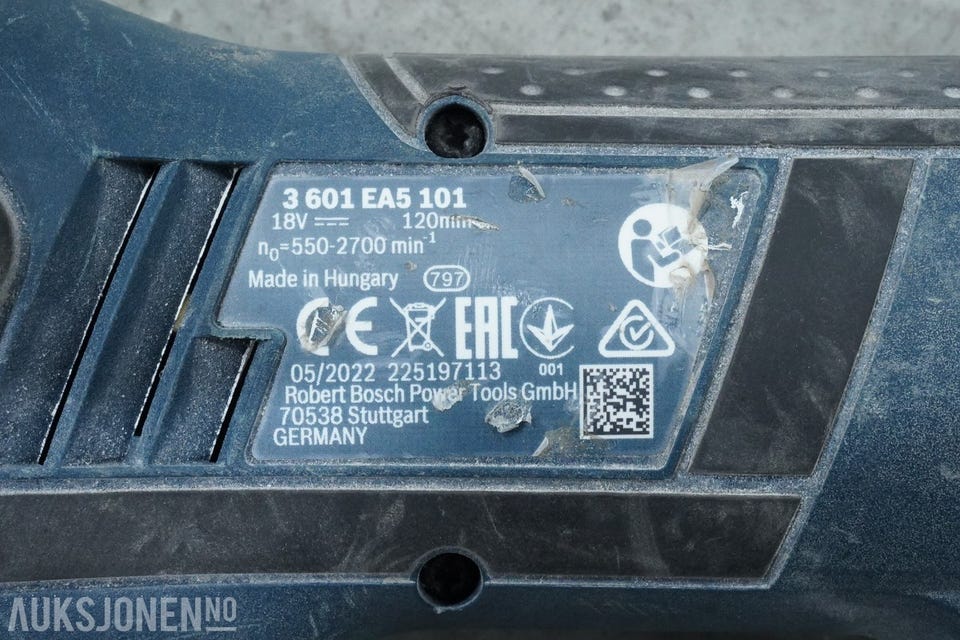 3 601 EA5 101
18V 120mm
n₀=550-2700 min⁻¹
Made in Hungary 797
CE EAC
001
05/2022 225197113
Robert Bosch Power Tools GmbH
70538 Stuttgart
GERMANY
AUKSJONEN NO